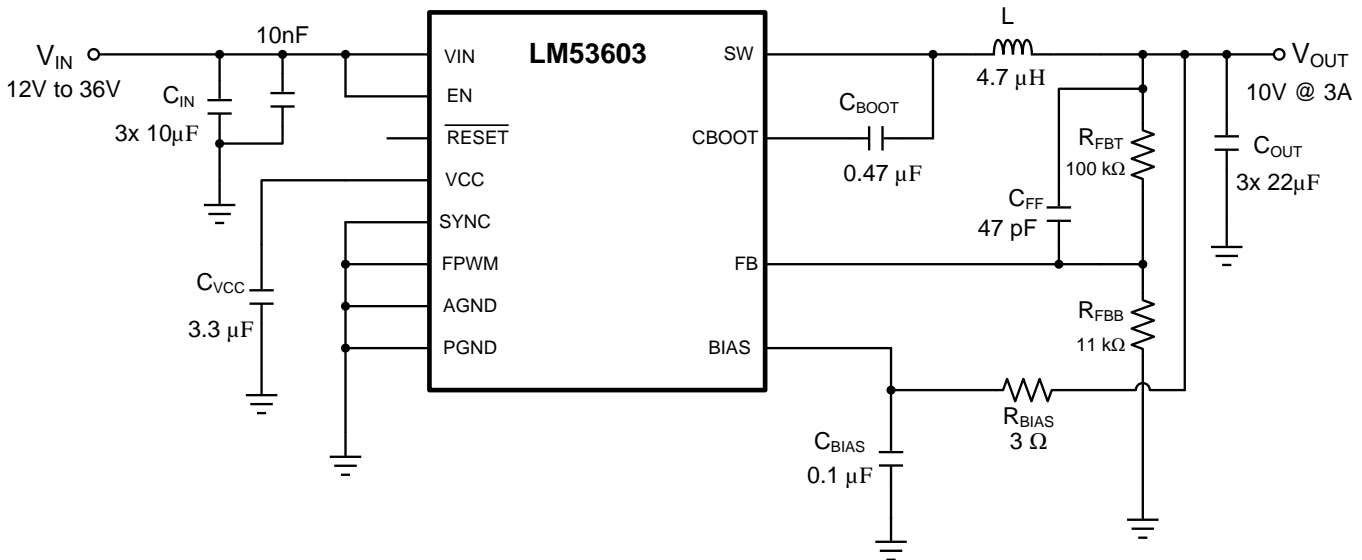 LM53603
V_IN
12V to 36V
10nF
C_IN
3x 10µF
VIN
EN
RESET
VCC
SYNC
FPWM
AGND
PGND
C_VCC
3.3 µF
SW
CBOOT
FB
BIAS
L
4.7 µH
C_BOOT
0.47 µF
C_FF
47 pF
R_FBT
100 kΩ
R_FBB
11 kΩ
R_BIAS
3 Ω
C_BIAS
0.1 µF
V_OUT
10V @ 3A
C_OUT
3x 22µF